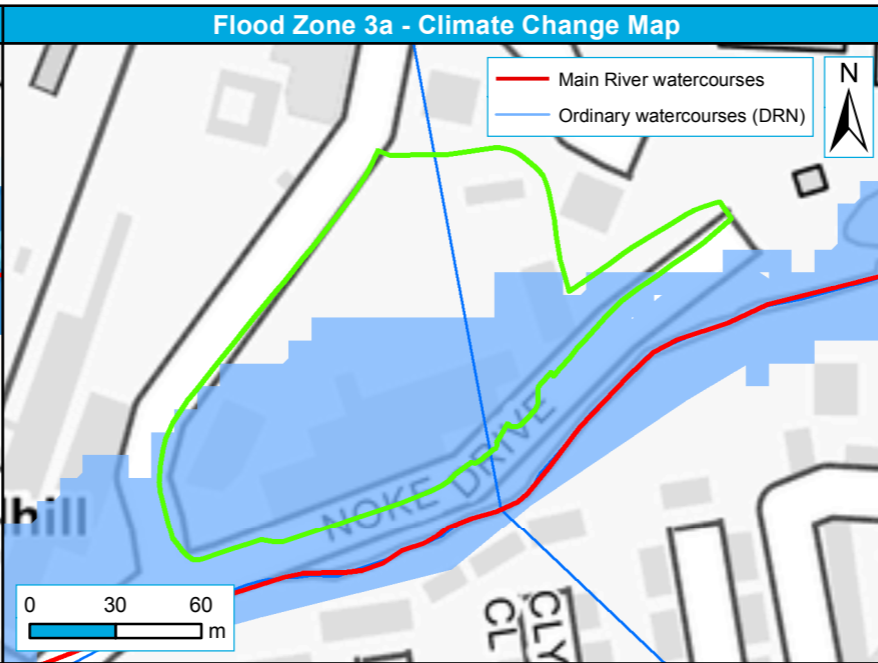 Flood Zone 3a - Climate Change Map
Main River watercourses
Ordinary watercourses (DRN)
N
NOKE DRIVE
hill
0 30 60
m
CL
CLY